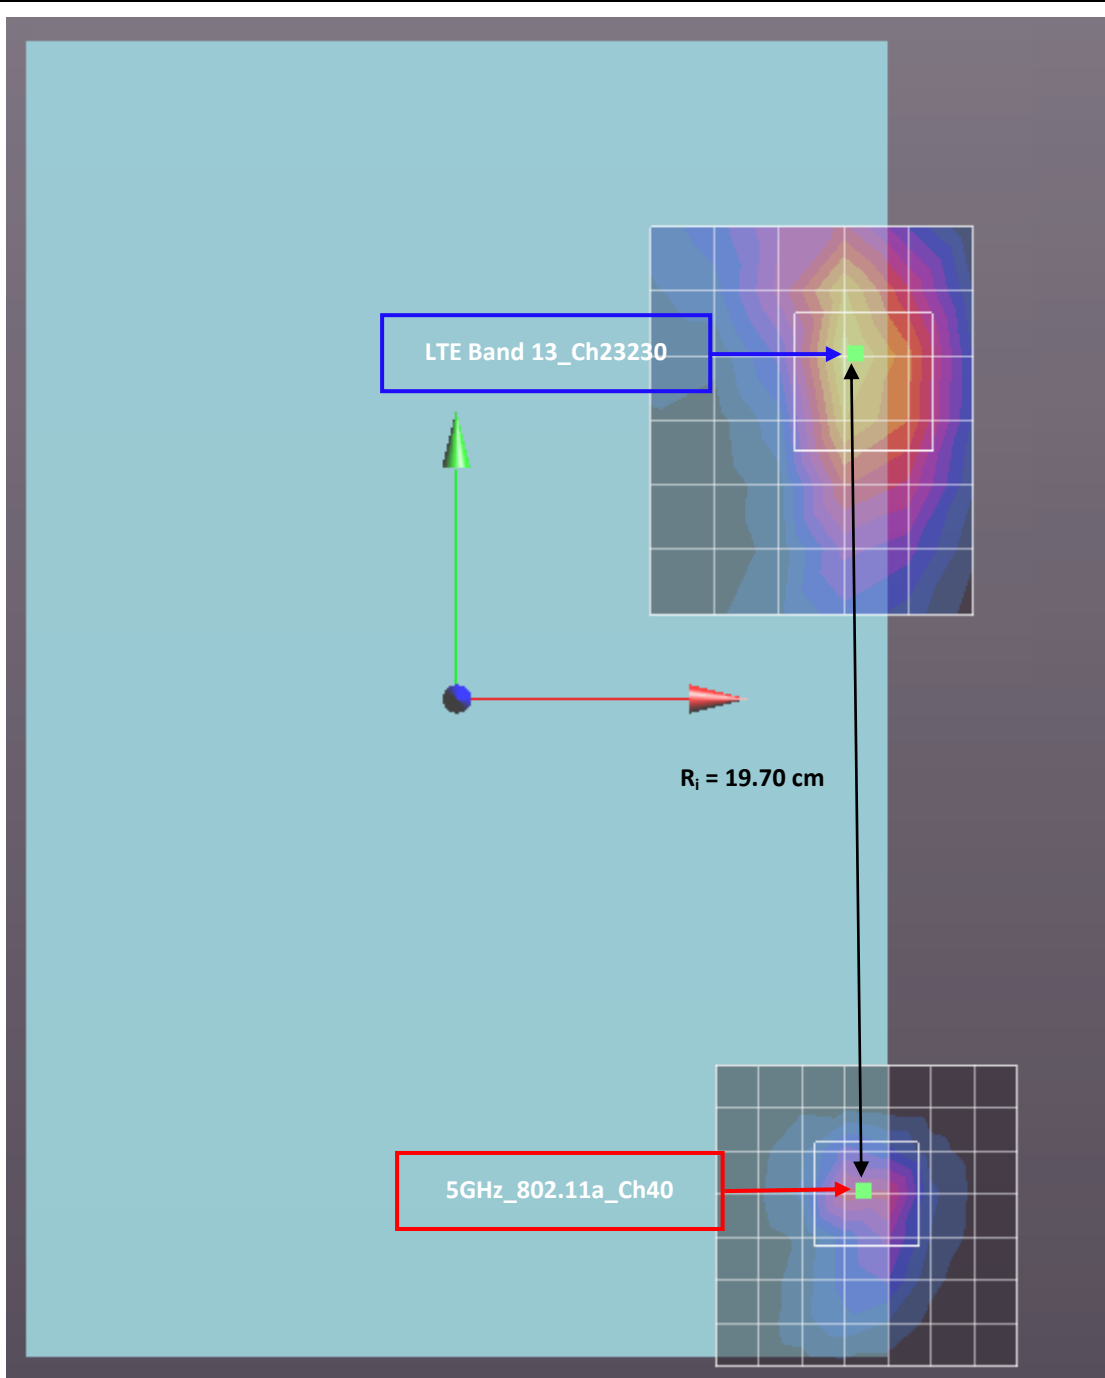 LTE Band 13_Ch23230
Rᵢ = 19.70 cm
5GHz_802.11a_Ch40